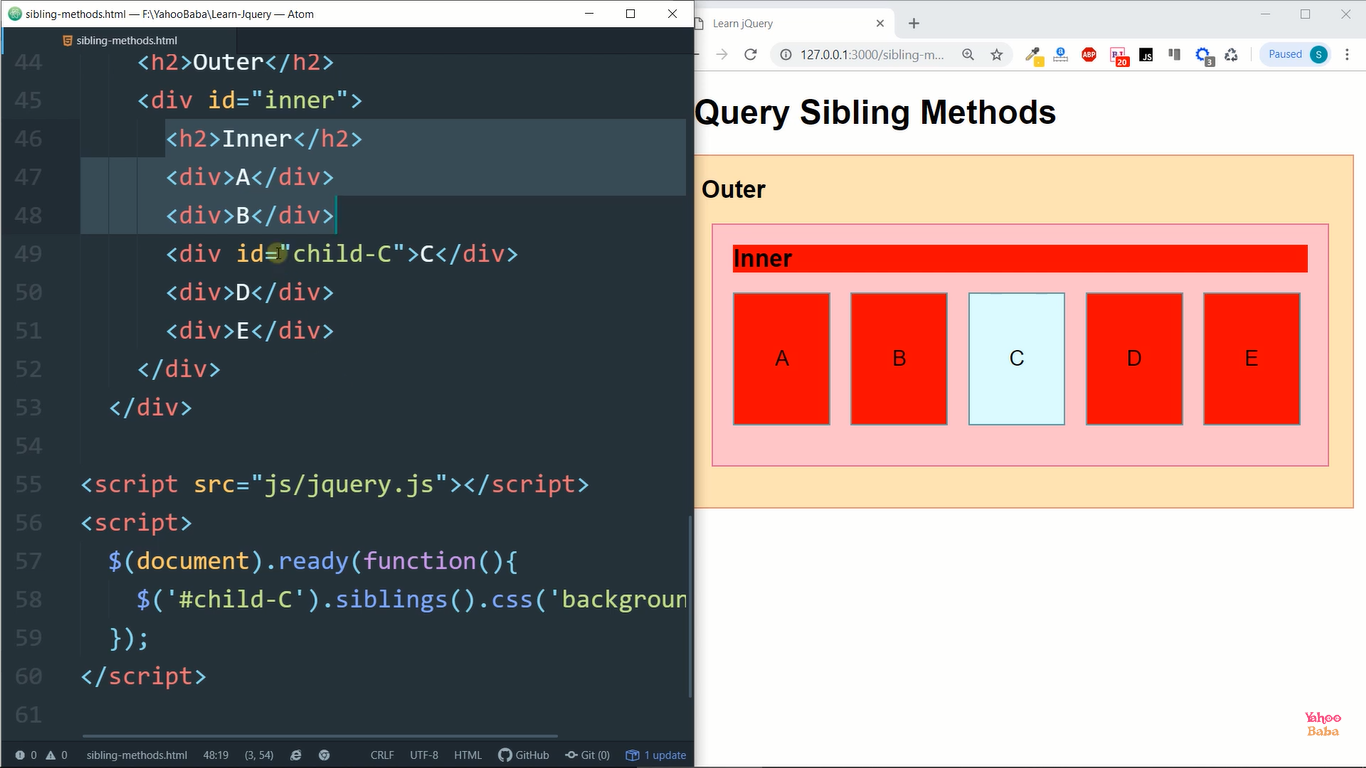 sibling-methods.html — F:\YahooBaba\Learn-Jquery — Atom
sibling-methods.html
44 <h2>Outer</h2>
45 <div id="inner">
46 <h2>Inner</h2>
47 <div>A</div>
48 <div>B</div>
49 <div id="child-C">C</div>
50 <div>D</div>
51 <div>E</div>
52 </div>
53 </div>
54
55 <script src="js/jquery.js"></script>
56 <script>
57 $(document).ready(function(){
58 $('#child-C').siblings().css('backgroun
59 });
60 </script>
61
0 0 sibling-methods.html 48:19 (3, 54) CRLF UTF-8 HTML GitHub Git (0) 1 update
Learn jQuery
127.0.0.1:3000/sibling-m...
ABP
20
JS
3
Paused S
Query Sibling Methods
Outer
Inner
A B C D E
Yahoo
Baba